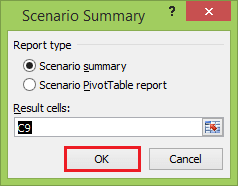 Scenario Summary ? ×
Report type
Scenario summary
Scenario PivotTable report
Result cells:
C9
OK Cancel